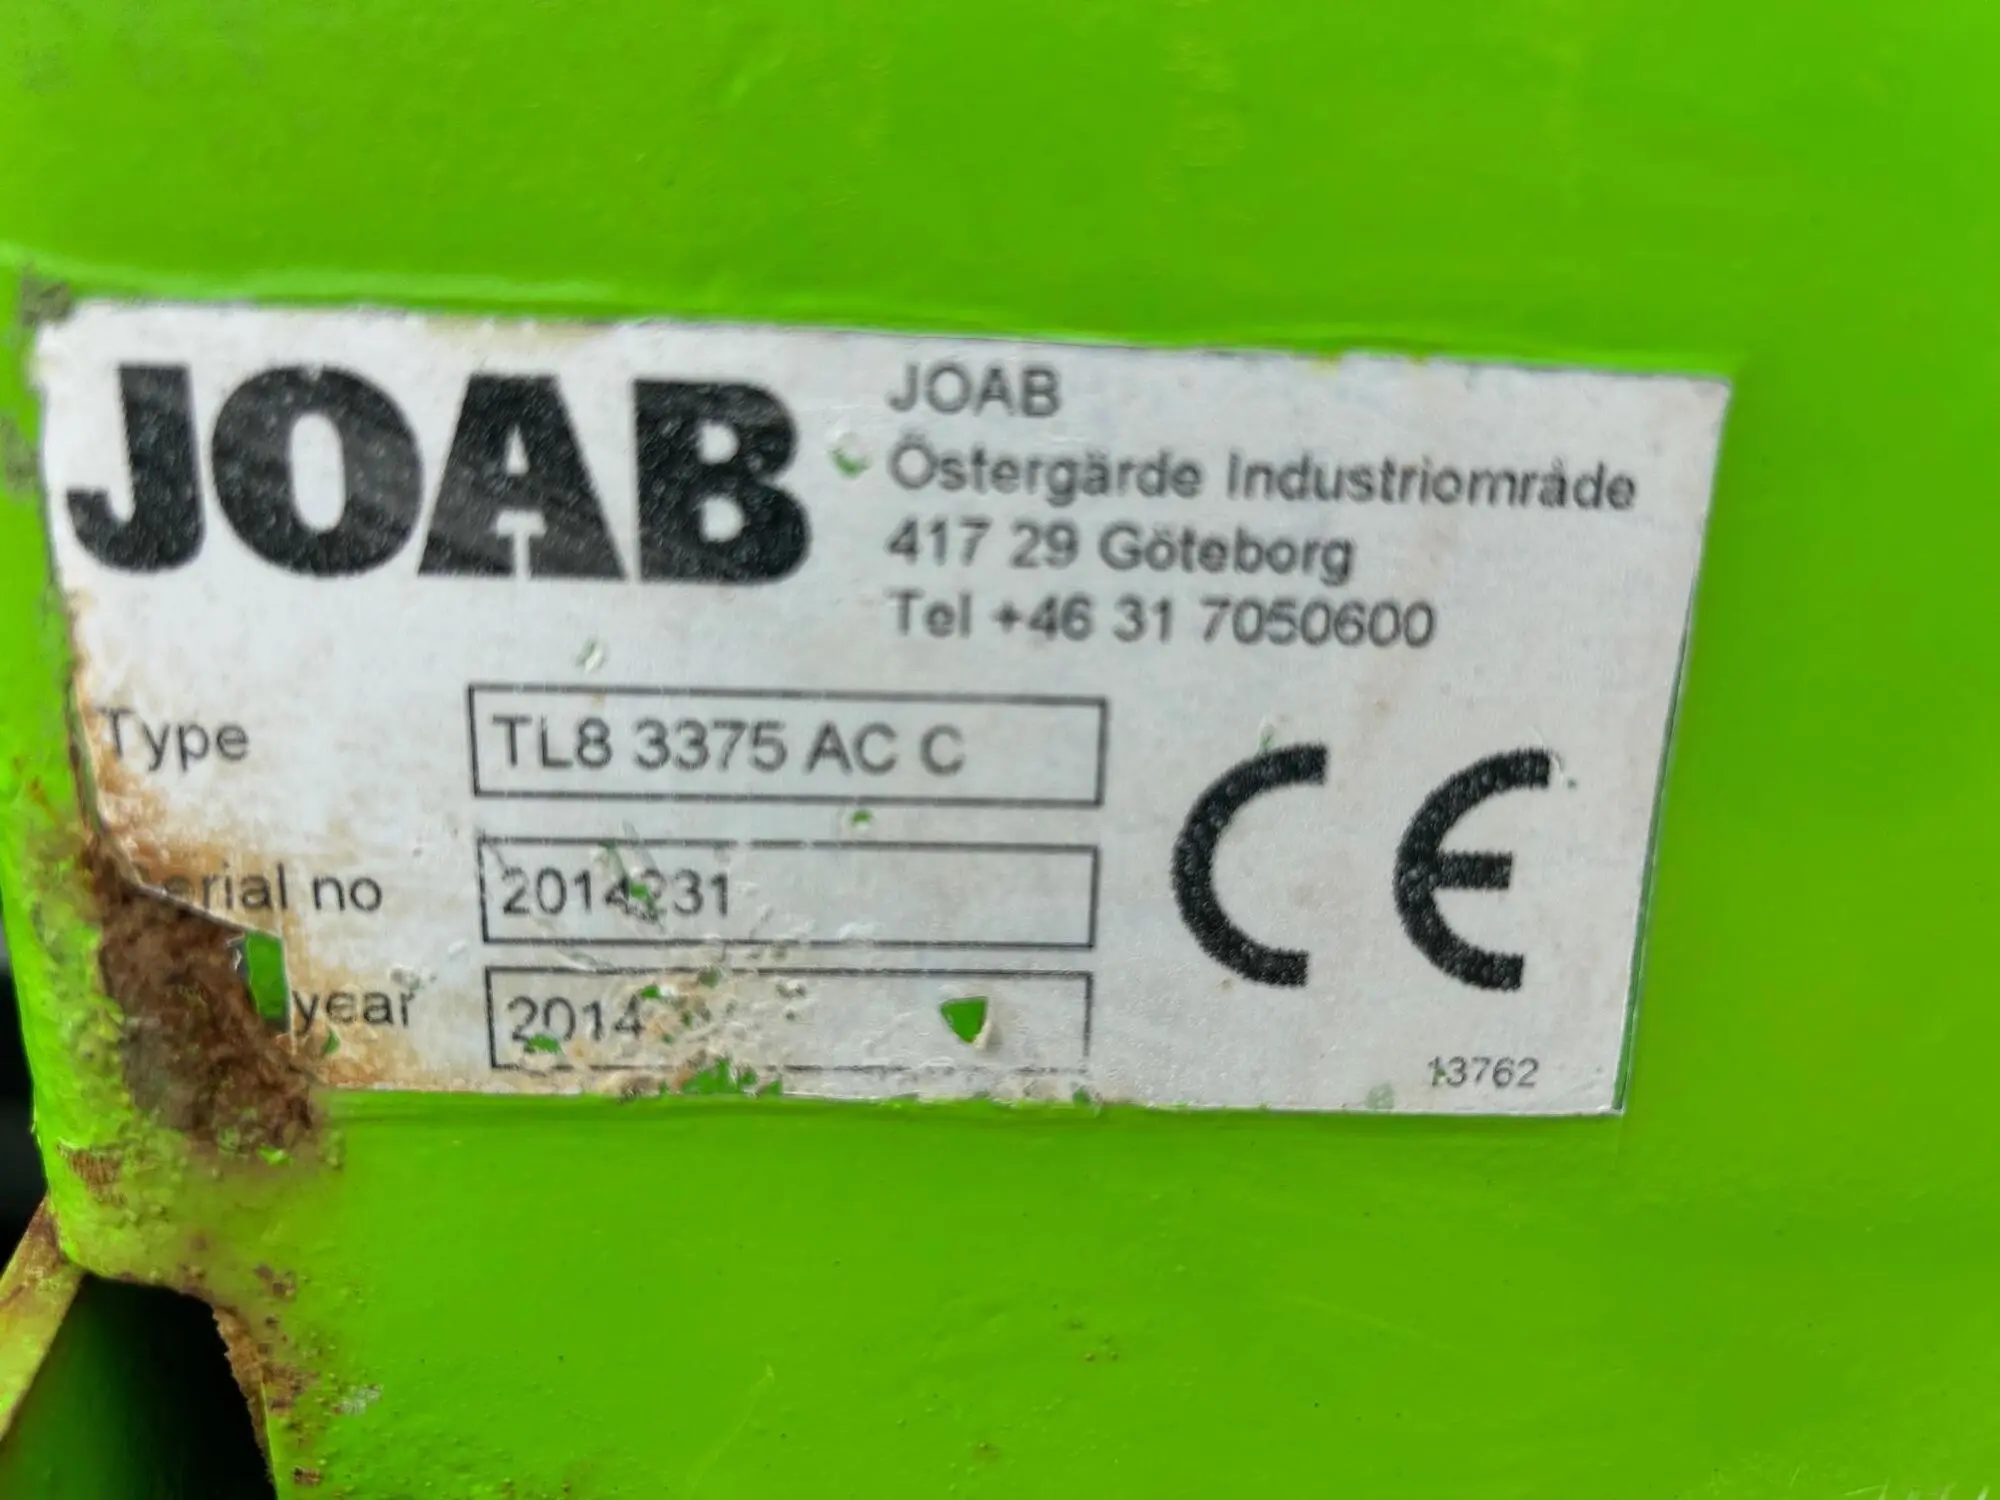 JOAB
JOAB
Östergärde Industriområde
417 29 Göteborg
Tel +46 31 7050600
Type TL8 3375 AC C
Serial no 2014231
year 2014
CE
13762